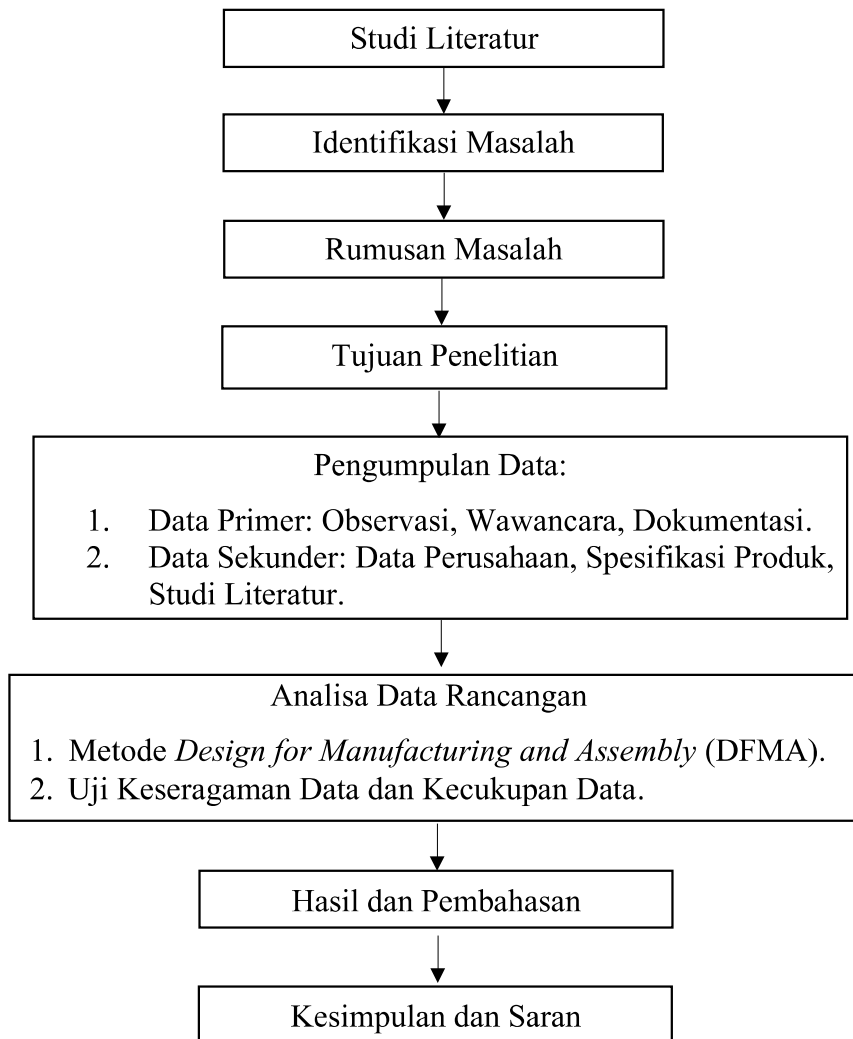 Studi Literatur
Identifikasi Masalah
Rumusan Masalah
Tujuan Penelitian
Pengumpulan Data:
1. Data Primer: Observasi, Wawancara, Dokumentasi.
2. Data Sekunder: Data Perusahaan, Spesifikasi Produk,
Studi Literatur.
Analisa Data Rancangan
1. Metode Design for Manufacturing and Assembly (DFMA).
2. Uji Keseragaman Data dan Kecukupan Data.
Hasil dan Pembahasan
Kesimpulan dan Saran